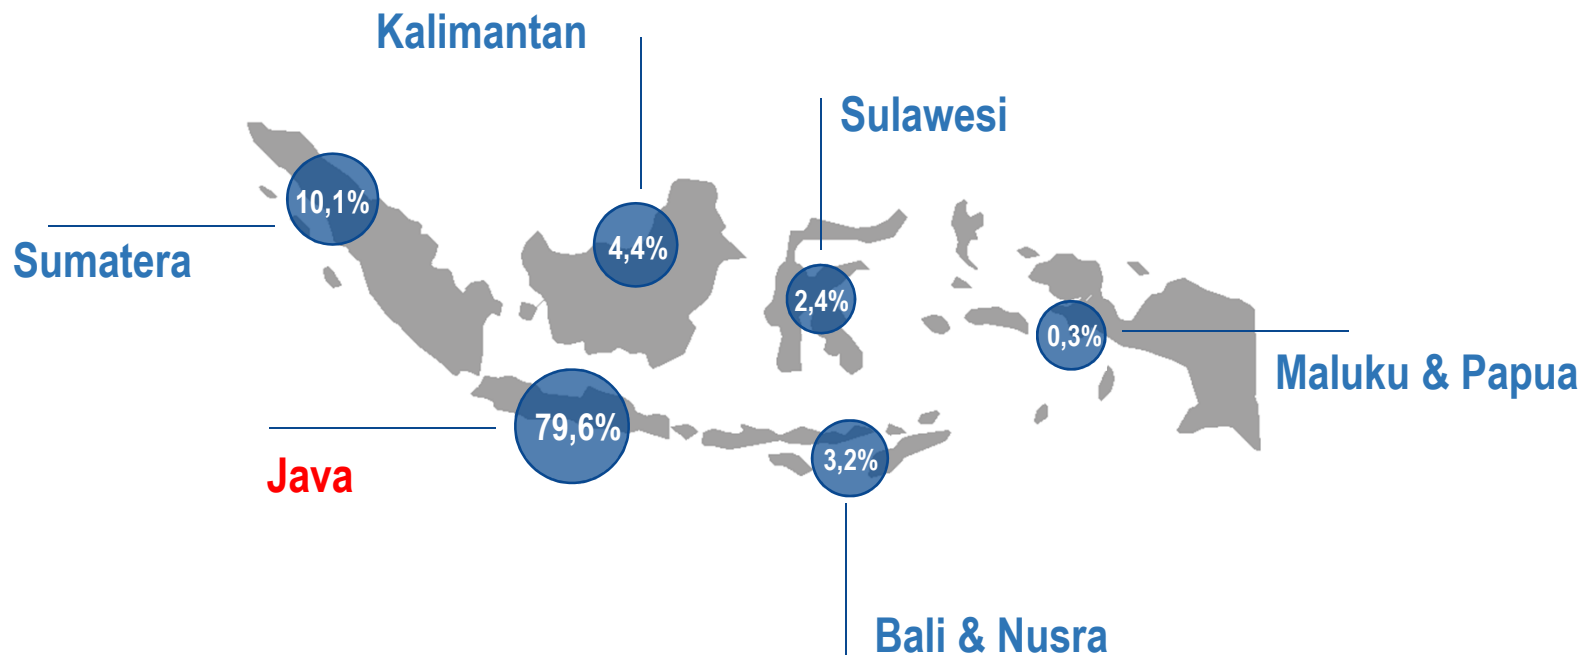 Kalimantan
Sulawesi
10,1%
4,4%
Sumatera
2,4%
0,3%
Maluku & Papua
79,6%
3,2%
Java
Bali & Nusra